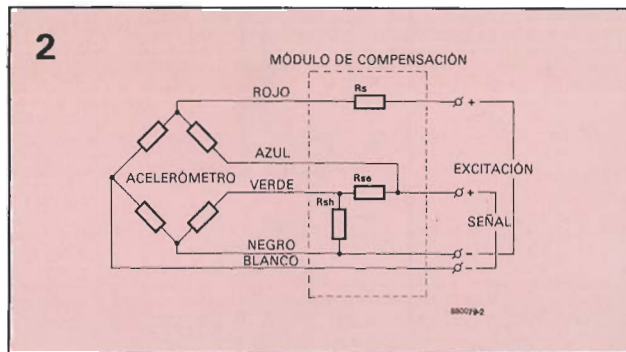 2
MÓDULO DE COMPENSACIÓN
ROJO
Rs
+
AZUL
EXCITACIÓN
ACELERÓMETRO
VERDE
Rse
+
Rsh
SEÑAL
NEGRO
-
BLANCO
-
880079-2